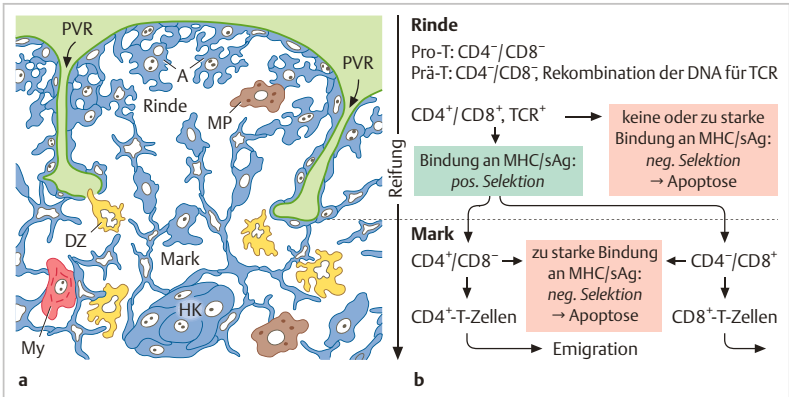 PVR
A
PVR
Rinde
MP
DZ
Mark
HK
My
a
Reifung
Rinde
Pro-T: CD4⁻/CD8⁻
Prä-T: CD4⁻/CD8⁻, Rekombination der DNA für TCR
CD4⁺/CD8⁺, TCR⁺
keine oder zu starke
Bindung an MHC/sAg:
neg. Selektion
→ Apoptose
Bindung an MHC/sAg:
pos. Selektion
Mark
CD4⁺/CD8⁻
zu starke Bindung
an MHC/sAg:
neg. Selektion
→ Apoptose
CD4⁻/CD8⁺
CD4⁺-T-Zellen
CD8⁺-T-Zellen
Emigration
b